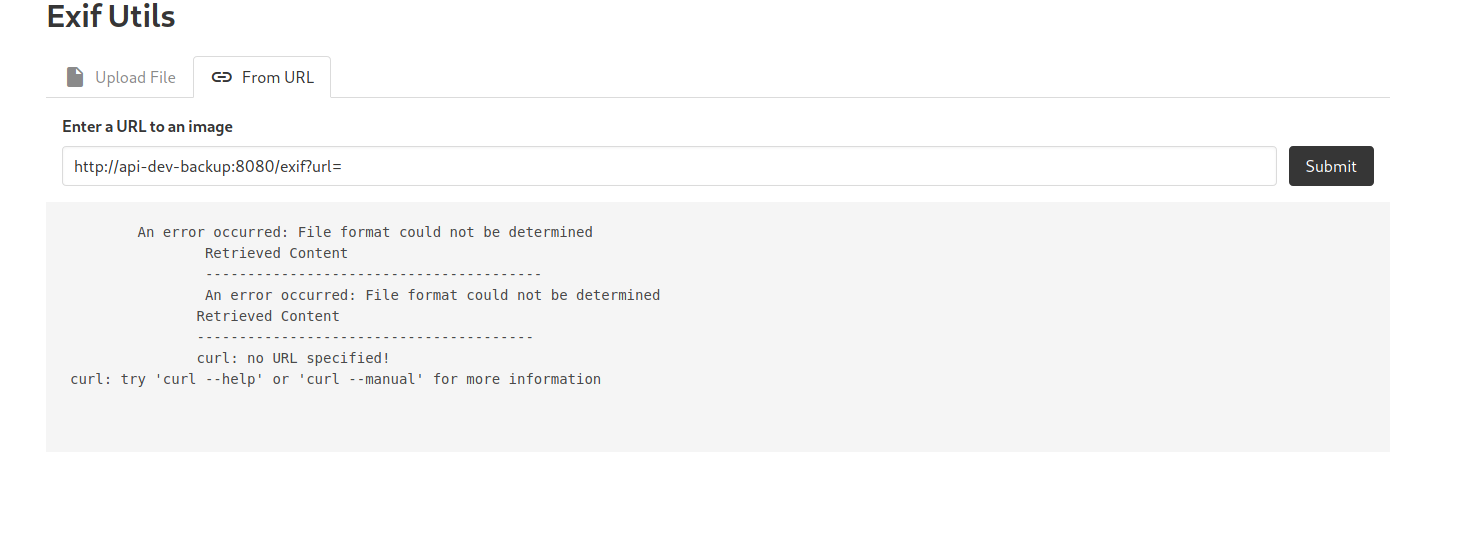 Exif Utils
Upload File
From URL
Enter a URL to an image
http://api-dev-backup:8080/exif?url=
Submit
An error occurred: File format could not be determined
Retrieved Content
----------------------------------------
An error occurred: File format could not be determined
Retrieved Content
----------------------------------------
curl: no URL specified!
curl: try 'curl --help' or 'curl --manual' for more information